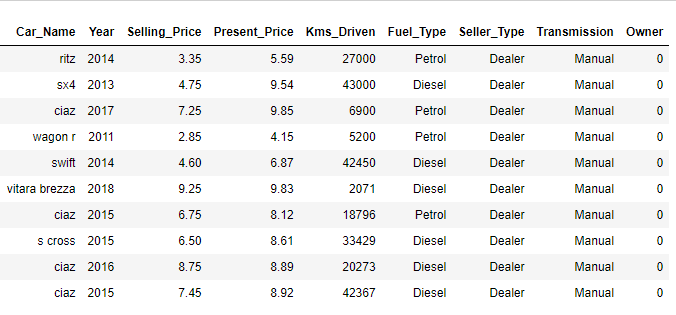 Car_Name Year Selling_Price Present_Price Kms_Driven Fuel_Type Seller_Type Transmission Owner
ritz 2014 3.35 5.59 27000 Petrol Dealer Manual 0
sx4 2013 4.75 9.54 43000 Diesel Dealer Manual 0
ciaz 2017 7.25 9.85 6900 Petrol Dealer Manual 0
wagon r 2011 2.85 4.15 5200 Petrol Dealer Manual 0
swift 2014 4.60 6.87 42450 Diesel Dealer Manual 0
vitara brezza 2018 9.25 9.83 2071 Diesel Dealer Manual 0
ciaz 2015 6.75 8.12 18796 Petrol Dealer Manual 0
s cross 2015 6.50 8.61 33429 Diesel Dealer Manual 0
ciaz 2016 8.75 8.89 20273 Diesel Dealer Manual 0
ciaz 2015 7.45 8.92 42367 Diesel Dealer Manual 0